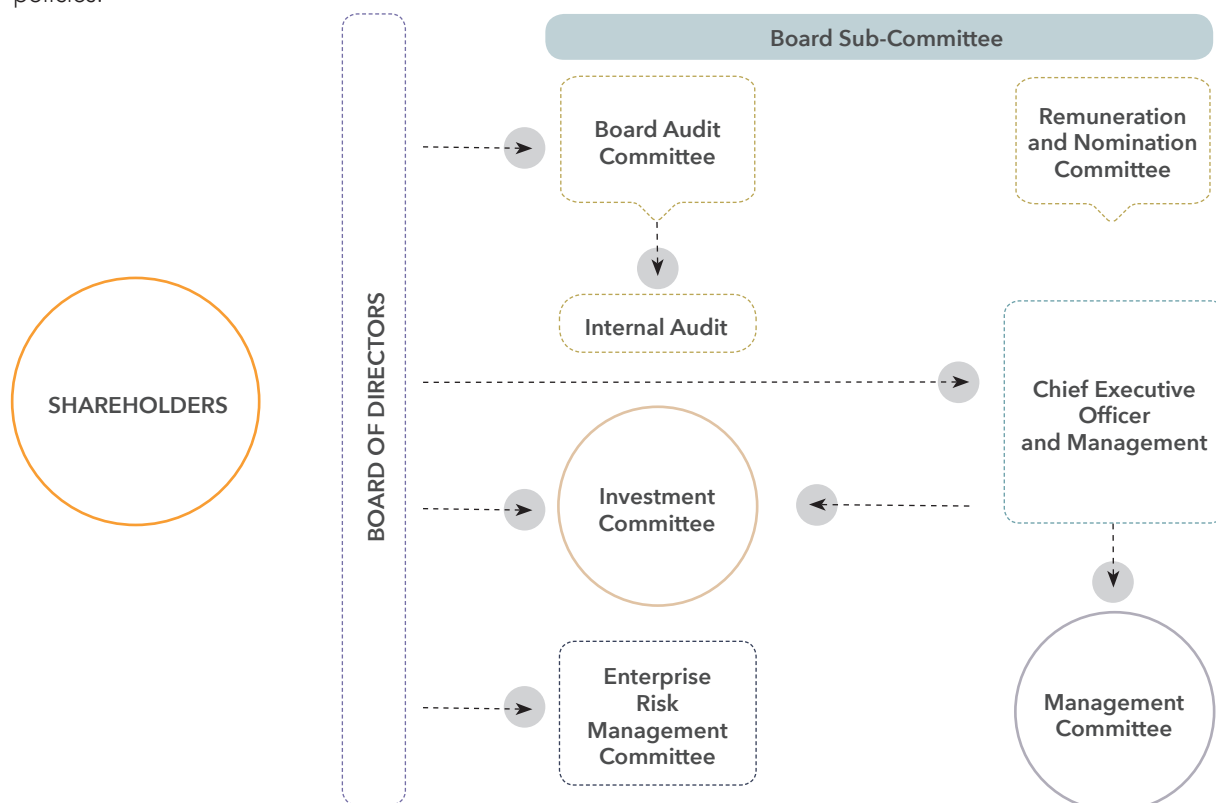 policies.
Board Sub-Committee
Board Audit
Committee
Remuneration
and Nomination
Committee
Internal Audit
SHAREHOLDERS
BOARD OF DIRECTORS
Chief Executive
Officer
and Management
Investment
Committee
Enterprise
Risk
Management
Committee
Management
Committee